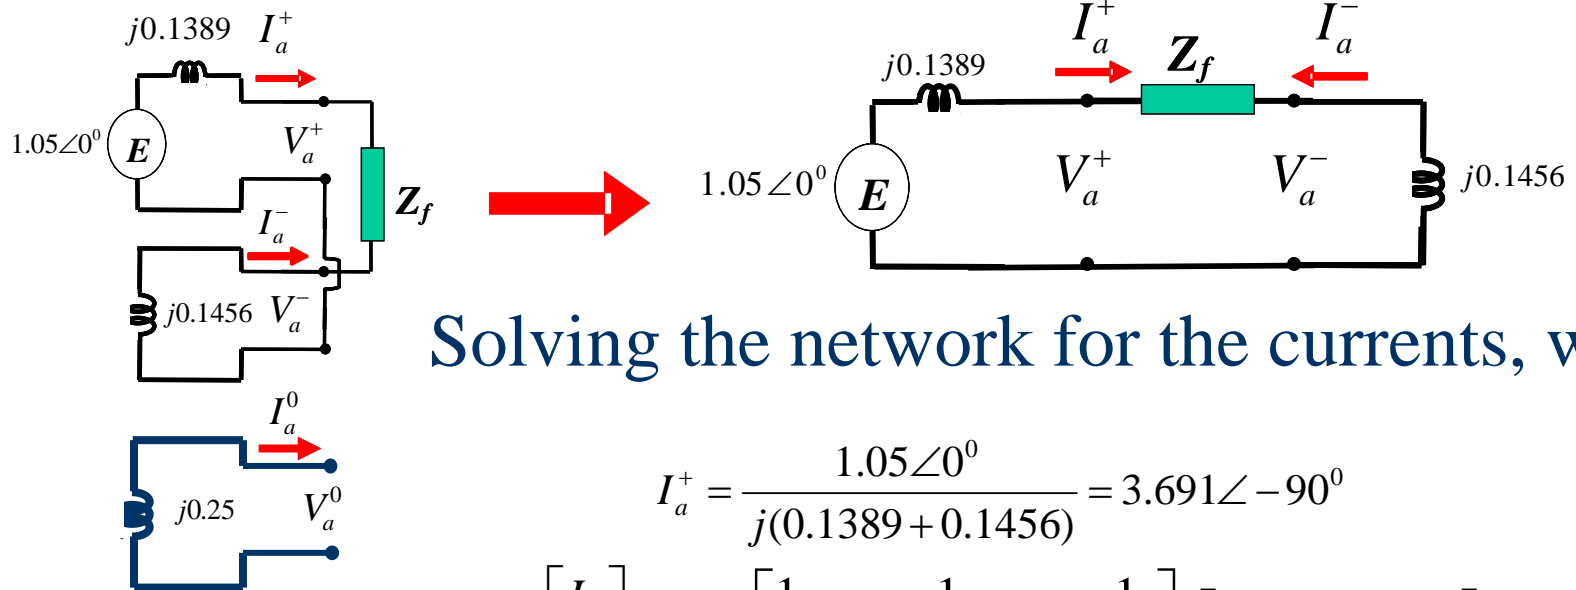 j0.1389 I_a^+
1.05∠0^0 E V_a^+
Z_f
I_a^-
j0.1456 V_a^-
I_a^0
j0.25 V_a^0
I_a^+ Z_f I_a^-
j0.1389
1.05∠0^0 E V_a^+ V_a^- j0.1456
Solving the network for the currents, w
I_a^+ = 1.05∠0^0 / j(0.1389 + 0.1456) = 3.691∠−90^0